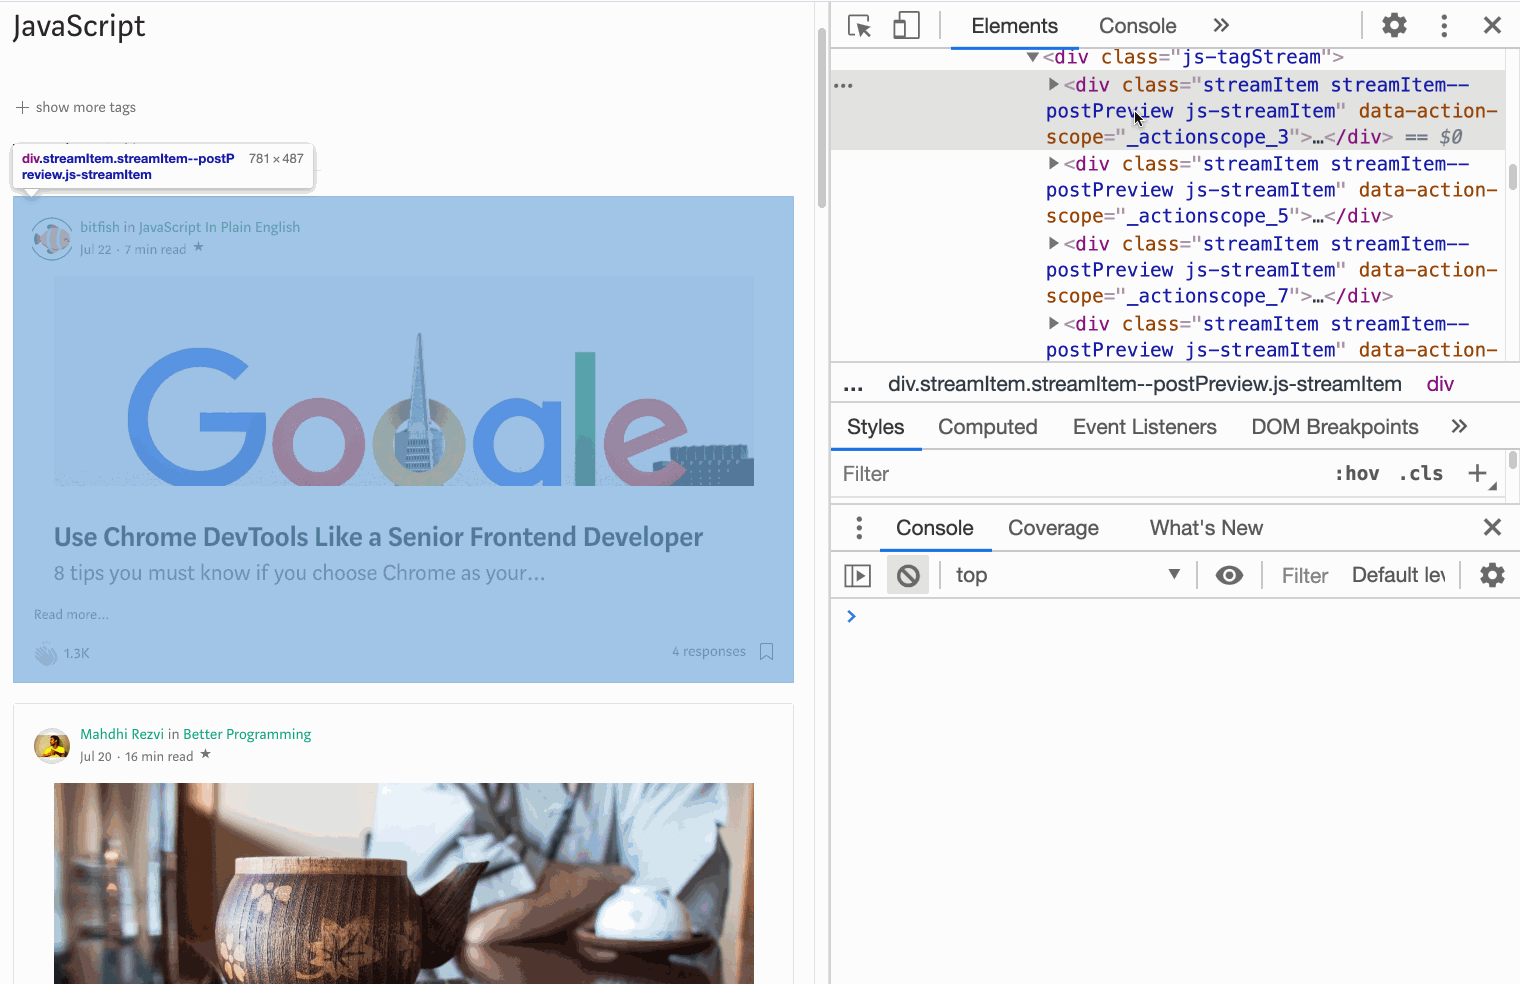 JavaScript
show more tags
div.streamItem.streamItem--postP 781 × 487
review.js-streamItem
bitfish in JavaScript In Plain English
Jul 22 · 7 min read ★
Google
Use Chrome DevTools Like a Senior Frontend Developer
8 tips you must know if you choose Chrome as your…
Read more…
1.3K
4 responses
Mahdhi Rezvi in Better Programming
Jul 20 · 16 min read ★
Elements Console »
<div class="js-tagStream">
… <div class="streamItem streamItem--
postPreview js-streamItem" data-action-
scope="_actionscope_3">…</div> == $0
<div class="streamItem streamItem--
postPreview js-streamItem" data-action-
scope="_actionscope_5">…</div>
<div class="streamItem streamItem--
postPreview js-streamItem" data-action-
scope="_actionscope_7">…</div>
<div class="streamItem streamItem--
postPreview js-streamItem" data-action-
… div.streamItem.streamItem--postPreview.js-streamItem div
Styles Computed Event Listeners DOM Breakpoints »
Filter :hov .cls +
Console Coverage What's New
top Filter Default lev
>